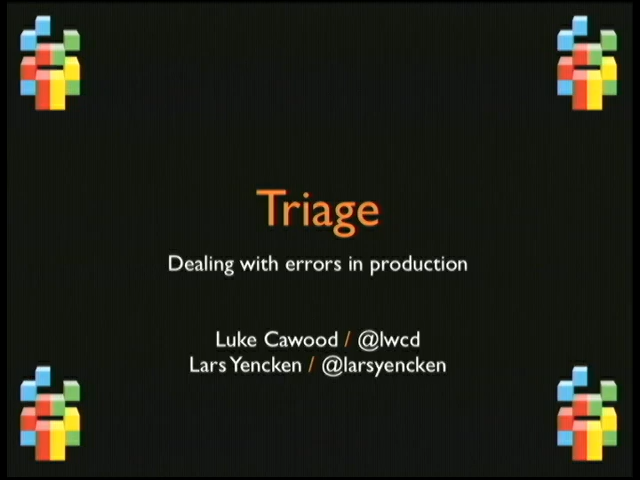 Triage
Dealing with errors in production
Luke Cawood / @lwcd
Lars Yencken / @larsyencken